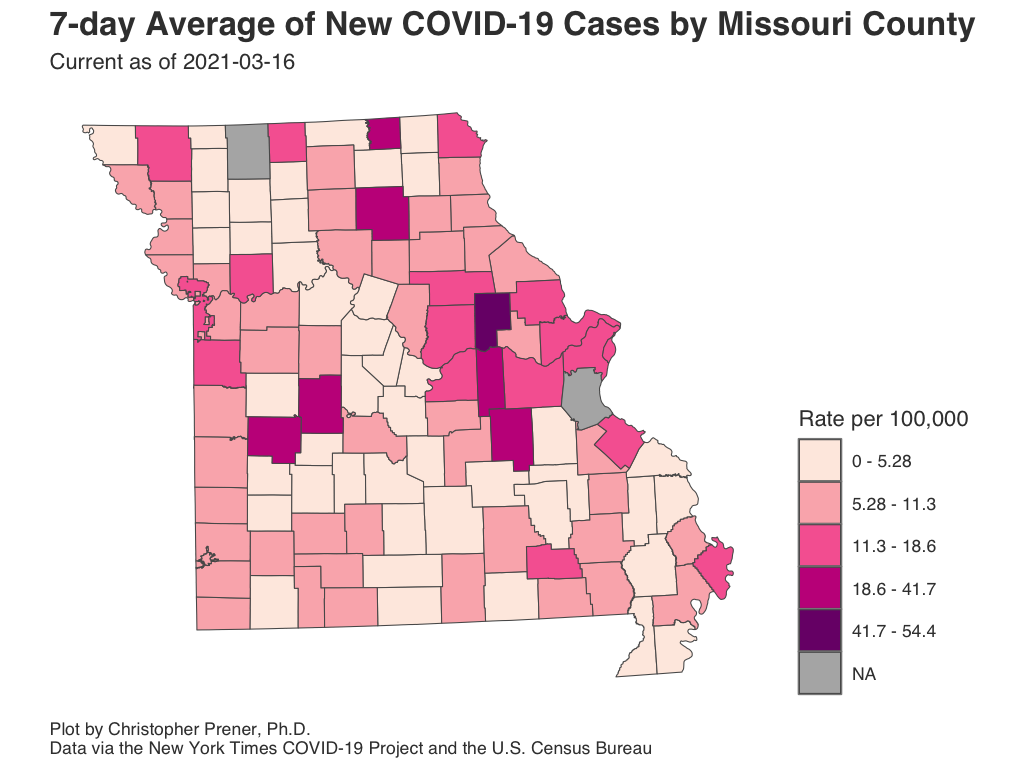 7-day Average of New COVID-19 Cases by Missouri County
Current as of 2021-03-16
Rate per 100,000
0 - 5.28
5.28 - 11.3
11.3 - 18.6
18.6 - 41.7
41.7 - 54.4
NA
Plot by Christopher Prener, Ph.D.
Data via the New York Times COVID-19 Project and the U.S. Census Bureau